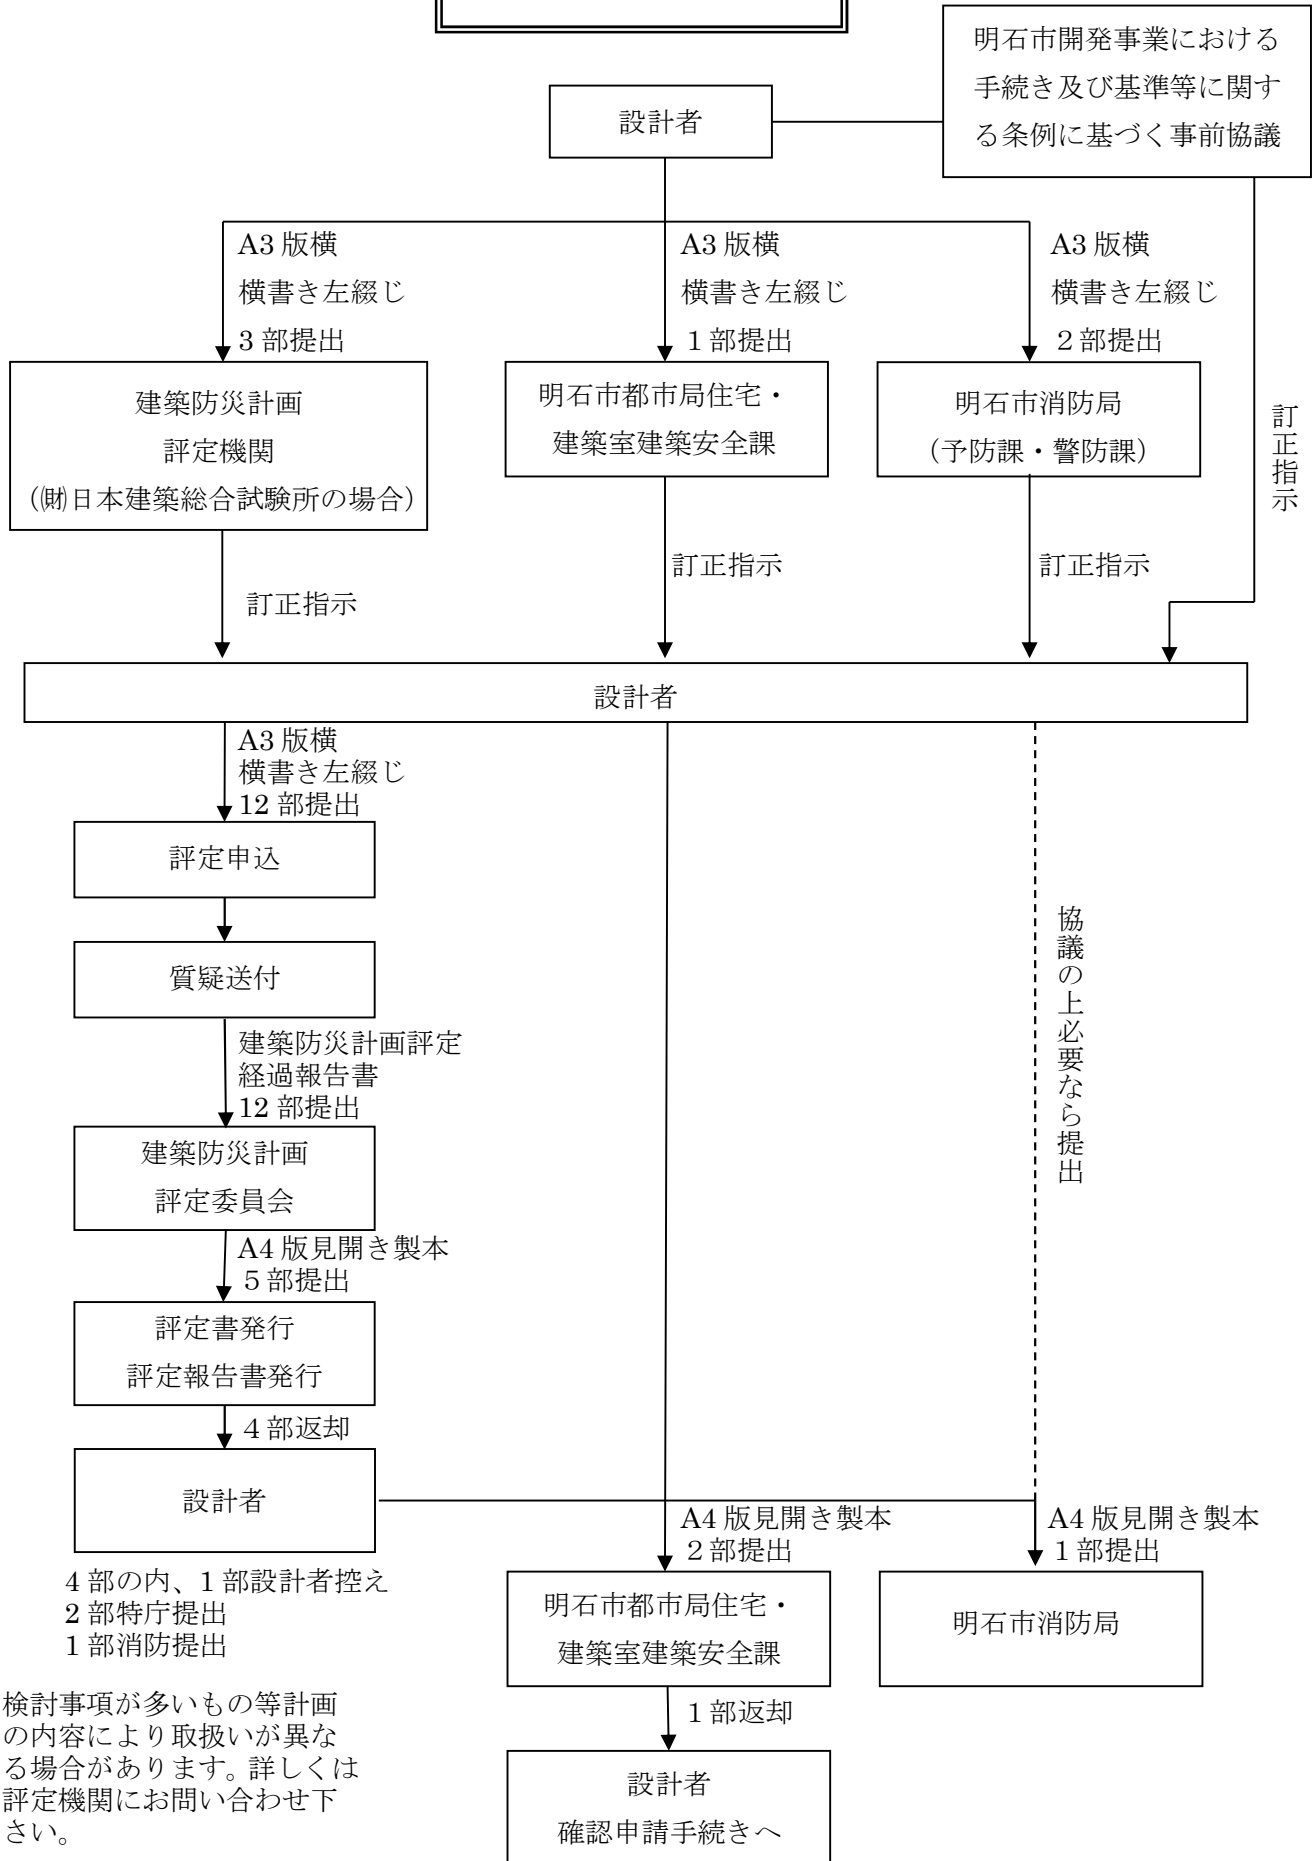 明石市開発事業における
手続き及び基準等に関す
る条例に基づく事前協議
設計者
A3 版横
横書き左綴じ
3 部提出
A3 版横
横書き左綴じ
１部提出
A3 版横
横書き左綴じ
２部提出
建築防災計画
評定機関
(㈶日本建築総合試験所の場合)
明石市都市局住宅・
建築室建築安全課
明石市消防局
(予防課・警防課)
訂正指示
訂正指示
訂正指示
訂正指示
設計者
A3 版横
横書き左綴じ
12 部提出
評定申込
質疑送付
建築防災計画評定
経過報告書
12 部提出
協議の上必要なら提出
建築防災計画
評定委員会
A4 版見開き製本
５部提出
評定書発行
評定報告書発行
４部返却
設計者
A4 版見開き製本
２部提出
A4 版見開き製本
１部提出
4 部の内、1 部設計者控え
2 部特庁提出
1 部消防提出
明石市都市局住宅・
建築室建築安全課
明石市消防局
１部返却
検討事項が多いもの等計画
の内容により取扱いが異な
る場合があります。詳しくは
評定機関にお問い合わせ下
さい。
設計者
確認申請手続きへ